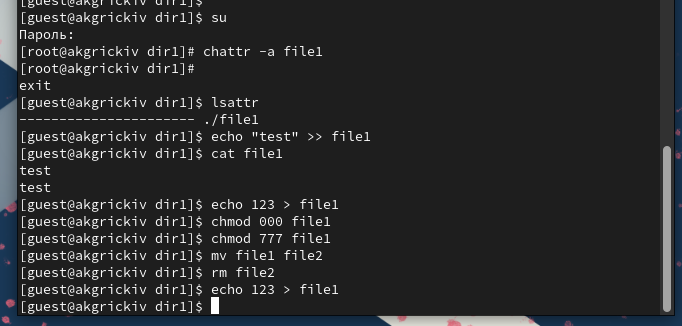 [guest@akgrickiv dir1]$
[guest@akgrickiv dir1]$ su
Пароль:
[root@akgrickiv dir1]# chattr -a file1
[root@akgrickiv dir1]#
exit
[guest@akgrickiv dir1]$ lsattr
---------------------- ./file1
[guest@akgrickiv dir1]$ echo "test" >> file1
[guest@akgrickiv dir1]$ cat file1
test
test
[guest@akgrickiv dir1]$ echo 123 > file1
[guest@akgrickiv dir1]$ chmod 000 file1
[guest@akgrickiv dir1]$ chmod 777 file1
[guest@akgrickiv dir1]$ mv file1 file2
[guest@akgrickiv dir1]$ rm file2
[guest@akgrickiv dir1]$ echo 123 > file1
[guest@akgrickiv dir1]$